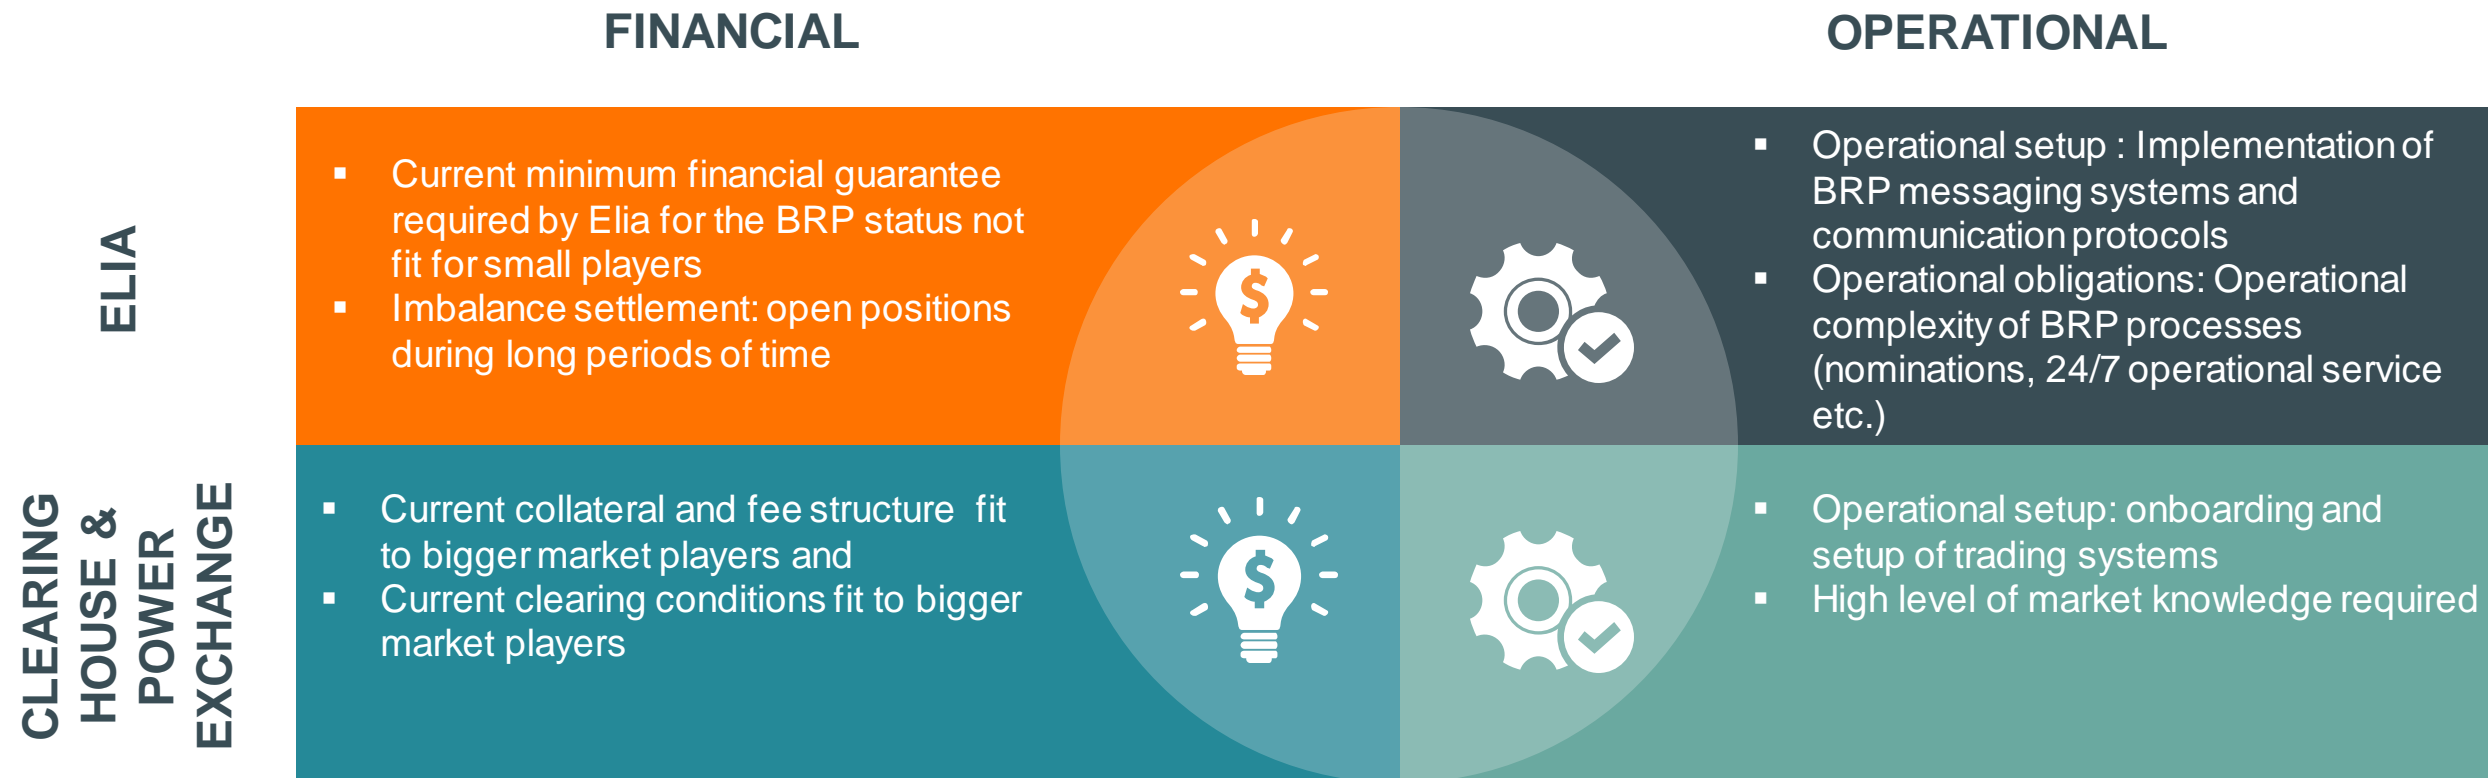 FINANCIAL
OPERATIONAL
ELIA
▪ Current minimum financial guarantee
required by Elia for the BRP status not
fit for small players
▪ Imbalance settlement: open positions
during long periods of time
▪ Operational setup : Implementation of
BRP messaging systems and
communication protocols
▪ Operational obligations: Operational
complexity of BRP processes
(nominations, 24/7 operational service
etc.)
CLEARING
HOUSE &
POWER
EXCHANGE
▪ Current collateral and fee structure fit
to bigger market players and
▪ Current clearing conditions fit to bigger
market players
▪ Operational setup: onboarding and
setup of trading systems
▪ High level of market knowledge required
$
$